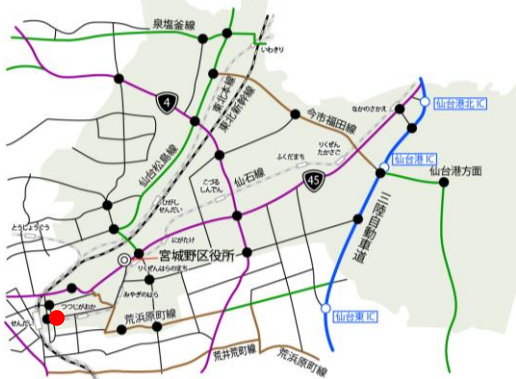 泉塩釜線
いわきり
東北本線
東北新幹線
4
なかのさかえ
仙台港北IC
今市福田線
りくぜん
たかさご
ふくだまち
仙台松島線
こづる
しんでん
仙石線
45
仙台港IC
仙台港方面
ひがし
せんだい
とうしょうぐう
にがたけ
三陸自動車道
宮城野区役所
りくぜんはらのまち
みやぎのはら
つつじがおか
せんだい
荒浜原町線
仙台東IC
荒井荒町線
荒浜原町線